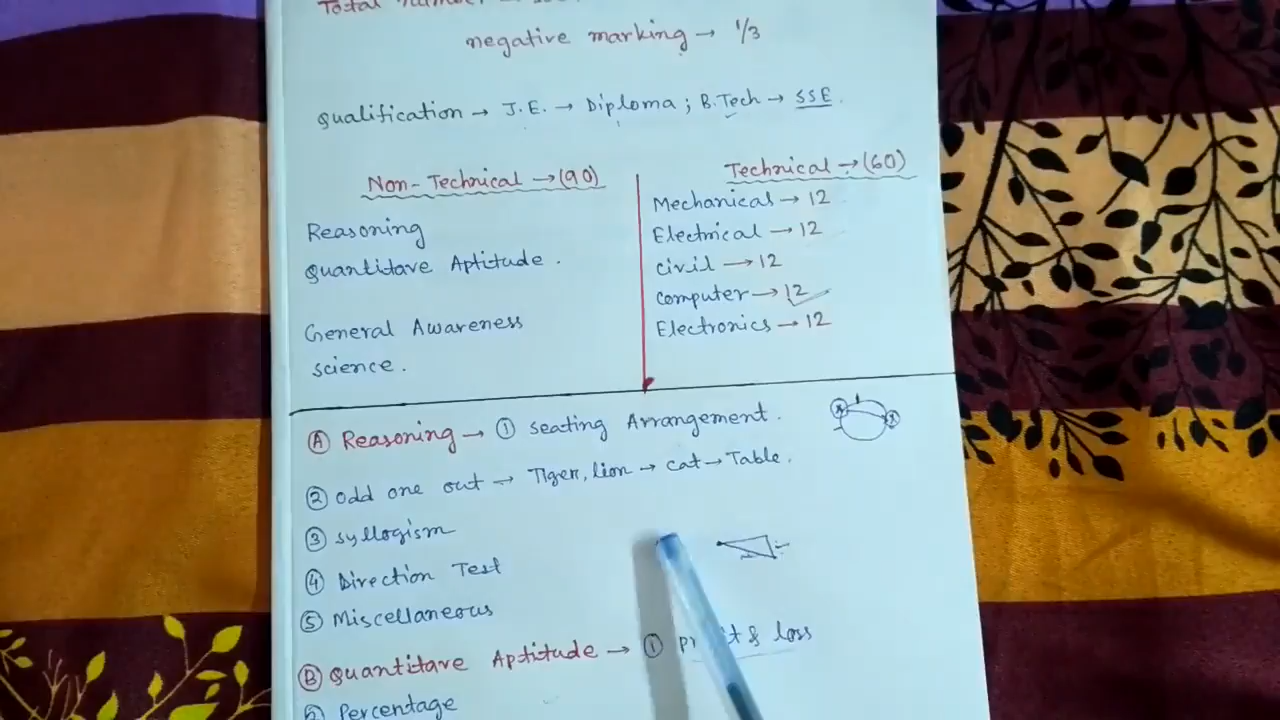 Total number
negative marking → 1/3
Qualification → J.E. → Diploma ; B.Tech → SSE.
Non-Technical → (90)
Reasoning
Quantitave Aptitude .
General Awareness
science .
Technical → (60)
Mechanical → 12
Electrical → 12
civil → 12
computer → 12
Electronics → 12
Ⓐ Reasoning → ① seating Arrangement .
② odd one out → Tiger, lion → cat → Table .
③ syllogism
④ Direction Test
⑤ Miscellaneous
Ⓑ Quantitave Aptitude → ① & loss
Percentage